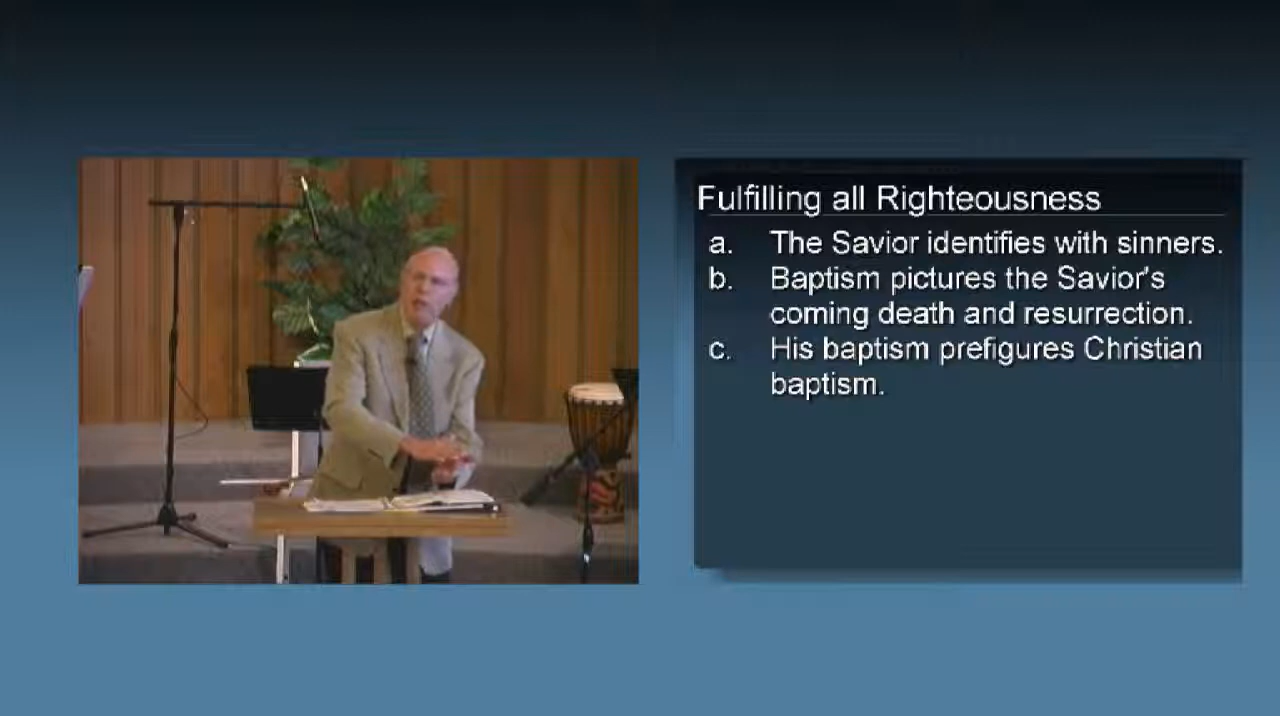 Fulfilling all Righteousness
a. The Savior identifies with sinners.
b. Baptism pictures the Savior's
coming death and resurrection.
c. His baptism prefigures Christian
baptism.